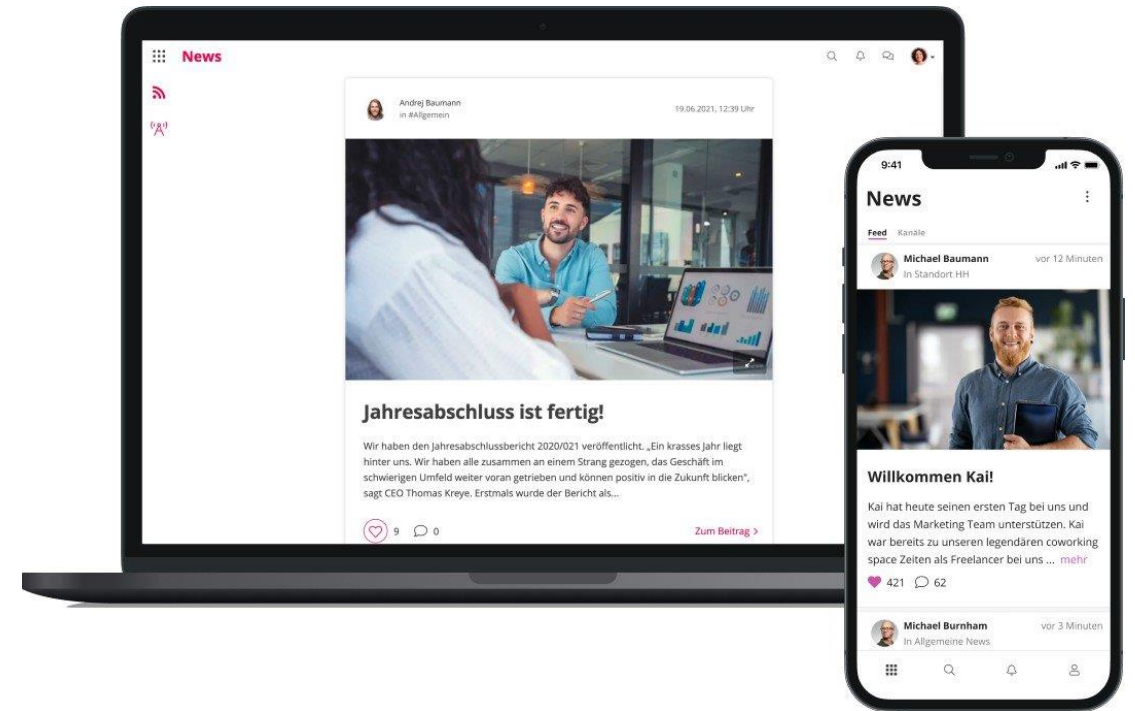 News
Andrej Baumann
in #Allgemein
19.06.2021, 12:39 Uhr
Jahresabschluss ist fertig!
Wir haben den Jahresabschlussbericht 2020/021 veröffentlicht. „Ein krasses Jahr liegt
hinter uns. Wir haben alle zusammen an einem Strang gezogen, das Geschäft im
schwierigen Umfeld weiter voran getrieben und können positiv in die Zukunft blicken",
sagt CEO Thomas Kreye. Erstmals wurde der Bericht als...
9 0
Zum Beitrag >
9:41
News
Feed Kanäle
Michael Baumann
vor 12 Minuten
In Standort HH
Willkommen Kai!
Kai hat heute seinen ersten Tag bei uns und
wird das Marketing Team unterstützen. Kai
war bereits zu unseren legendären coworking
space Zeiten als Freelancer bei uns ... mehr
421 62
Michael Burnham
vor 3 Minuten
In Allgemeine News